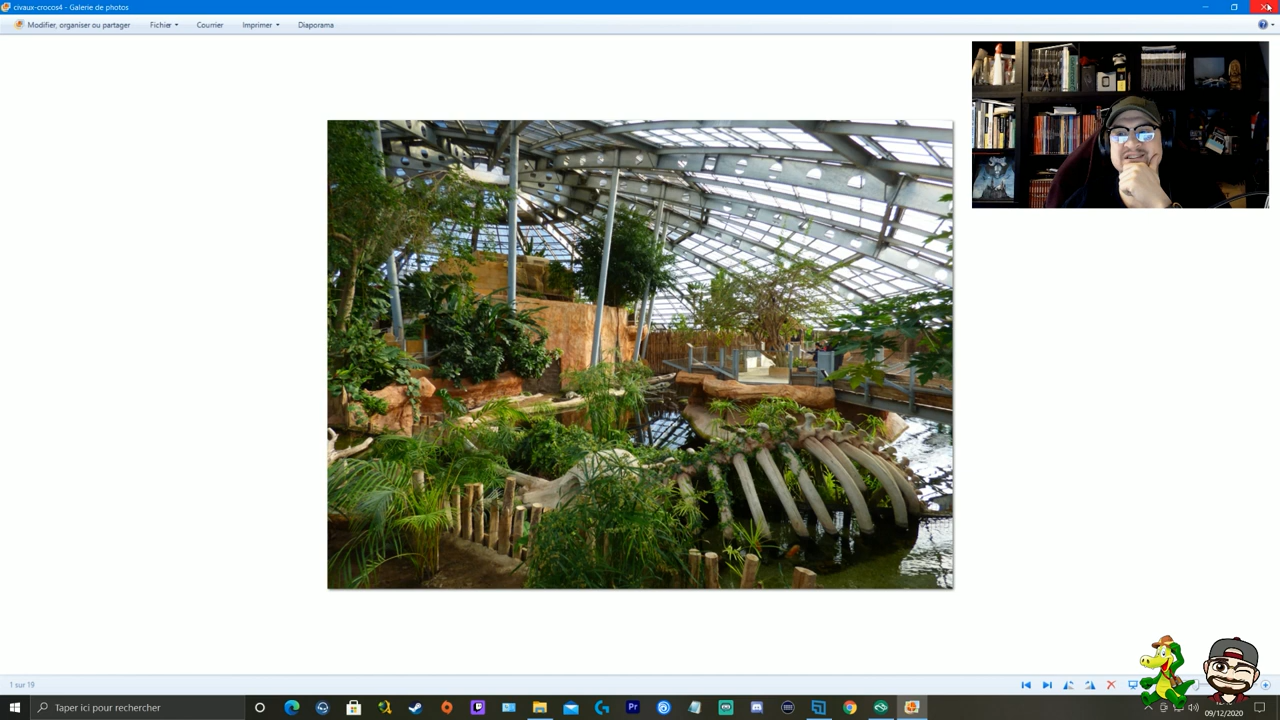 civaux-crocos4 - Galerie de photos
Modifier, organiser ou partager Fichier Courrier Imprimer Diaporama
1 sur 19
Taper ici pour rechercher
09/12/2020